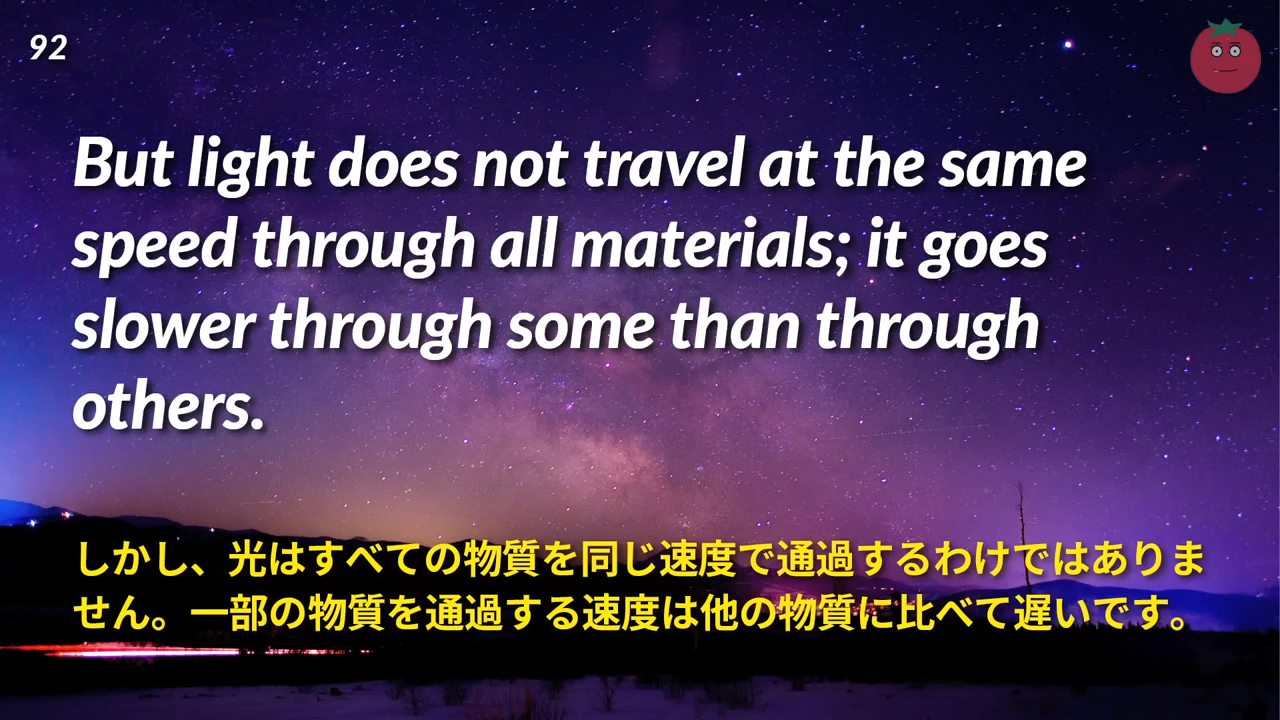 92
But light does not travel at the same
speed through all materials; it goes
slower through some than through
others.
しかし、光はすべての物質を同じ速度で通過するわけではありま
せん。一部の物質を通過する速度は他の物質に比べて遅いです。